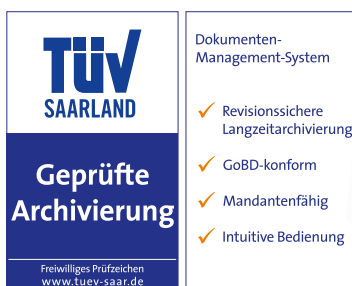 TÜV
SAARLAND
Geprüfte
Archivierung
Freiwilliges Prüfzeichen
www.tuev-saar.de
Dokumenten-
Management-System
Revisionssichere
Langzeitarchivierung
GoBD-konform
Mandantenfähig
Intuitive Bedienung